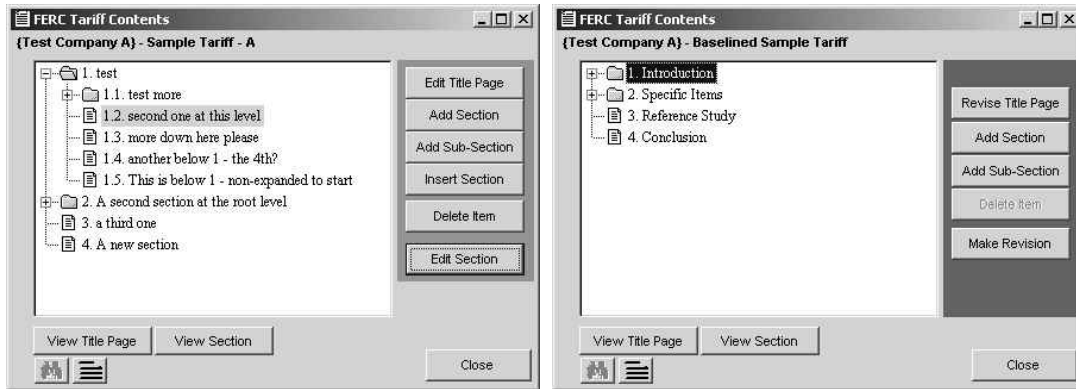 FERC Tariff Contents
{Test Company A} - Sample Tariff - A
1. test
1.1. test more
1.2. second one at this level
1.3. more down here please
1.4. another below 1 - the 4th?
1.5. This is below 1 - non-expanded to start
2. A second section at the root level
3. a third one
4. A new section
Edit Title Page
Add Section
Add Sub-Section
Insert Section
Delete Item
Edit Section
View Title Page
View Section
Close
FERC Tariff Contents
{Test Company A} - Baselined Sample Tariff
1. Introduction
2. Specific Items
3. Reference Study
4. Conclusion
Revise Title Page
Add Section
Add Sub-Section
Delete Item
Make Revision
View Title Page
View Section
Close